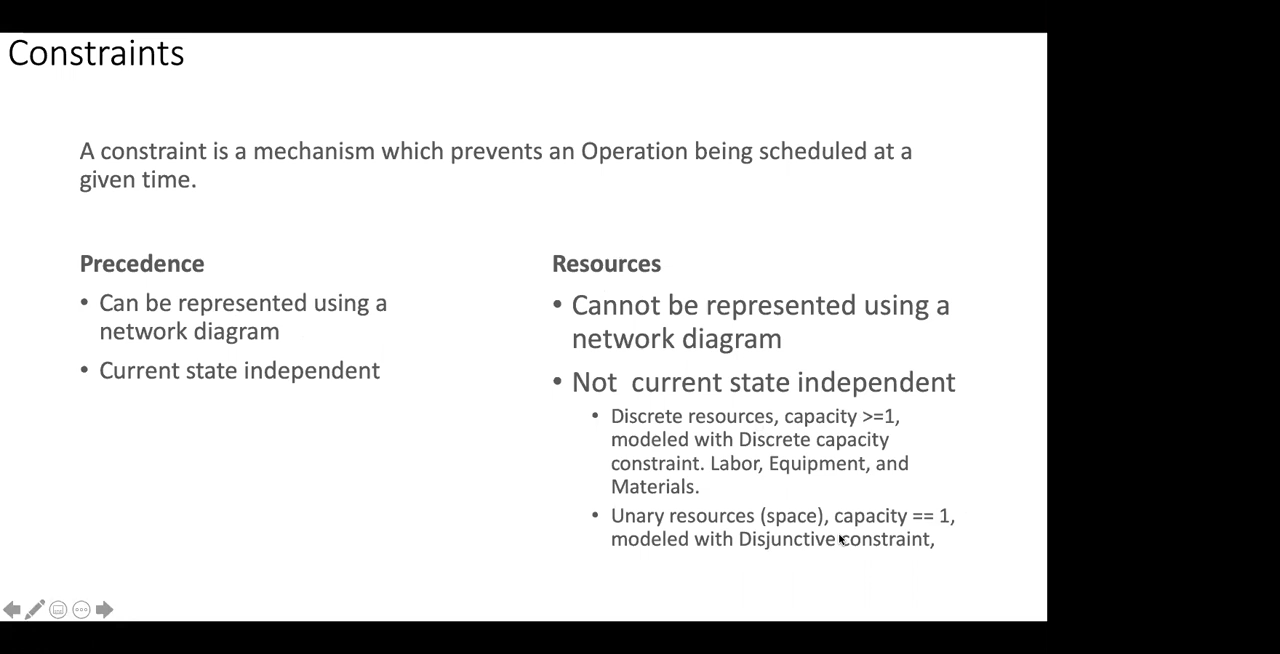 Constraints
A constraint is a mechanism which prevents an Operation being scheduled at a
given time.
Precedence
• Can be represented using a
network diagram
• Current state independent
Resources
• Cannot be represented using a
network diagram
• Not  current state independent
• Discrete resources, capacity >=1,
modeled with Discrete capacity
constraint. Labor, Equipment, and
Materials.
• Unary resources (space), capacity == 1,
modeled with Disjunctive constraint,